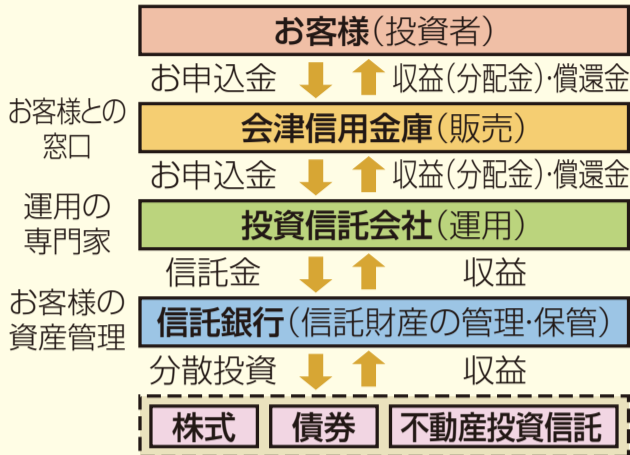 お客様(投資者)
お申込金 収益(分配金)・償還金
お客様との
窓口
会津信用金庫(販売)
お申込金 収益(分配金)・償還金
運用の
専門家
投資信託会社(運用)
信託金 収益
お客様の
資産管理
信託銀行(信託財産の管理・保管)
分散投資 収益
株式 債券 不動産投資信託